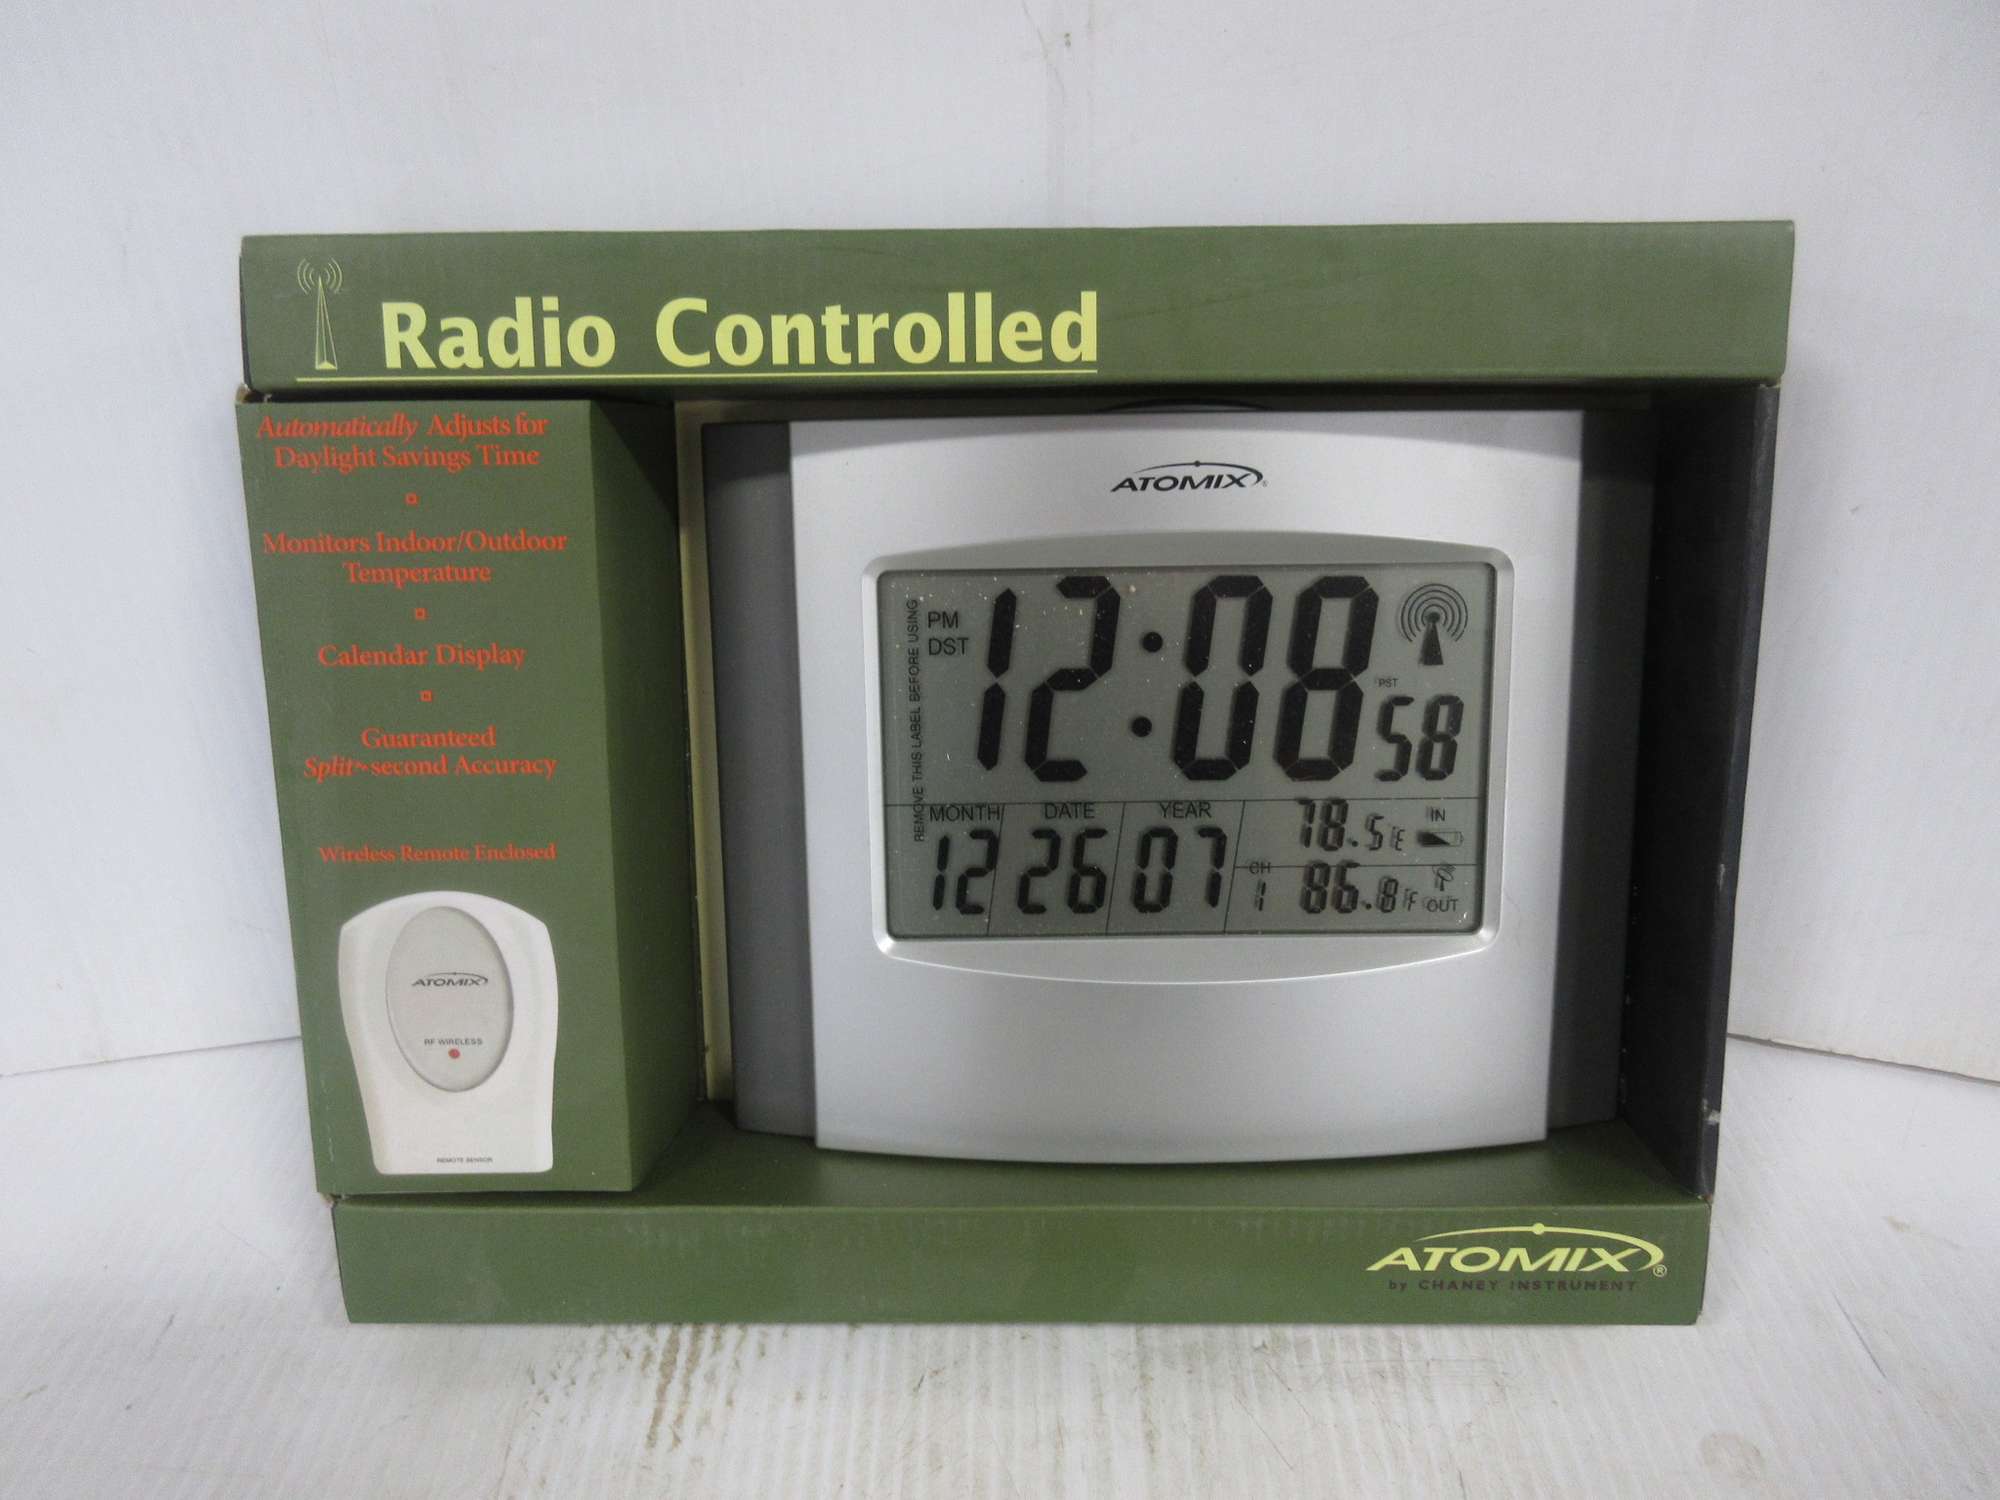 Radio Controlled
Automatically Adjusts for
Daylight Savings Time
Monitors Indoor/Outdoor
Temperature
Calendar Display
Guaranteed
Split~second Accuracy
Wireless Remote Enclosed
ATOMIX
RF WIRELESS
REMOTE SENSOR
ATOMIX®
REMOVE THIS LABEL BEFORE USING
PM
DST
12:08
PST
58
MONTH DATE YEAR
12 26 07
78.5 F IN
CH
1 86.8 F OUT
ATOMIX®
by CHANEY INSTRUMENT